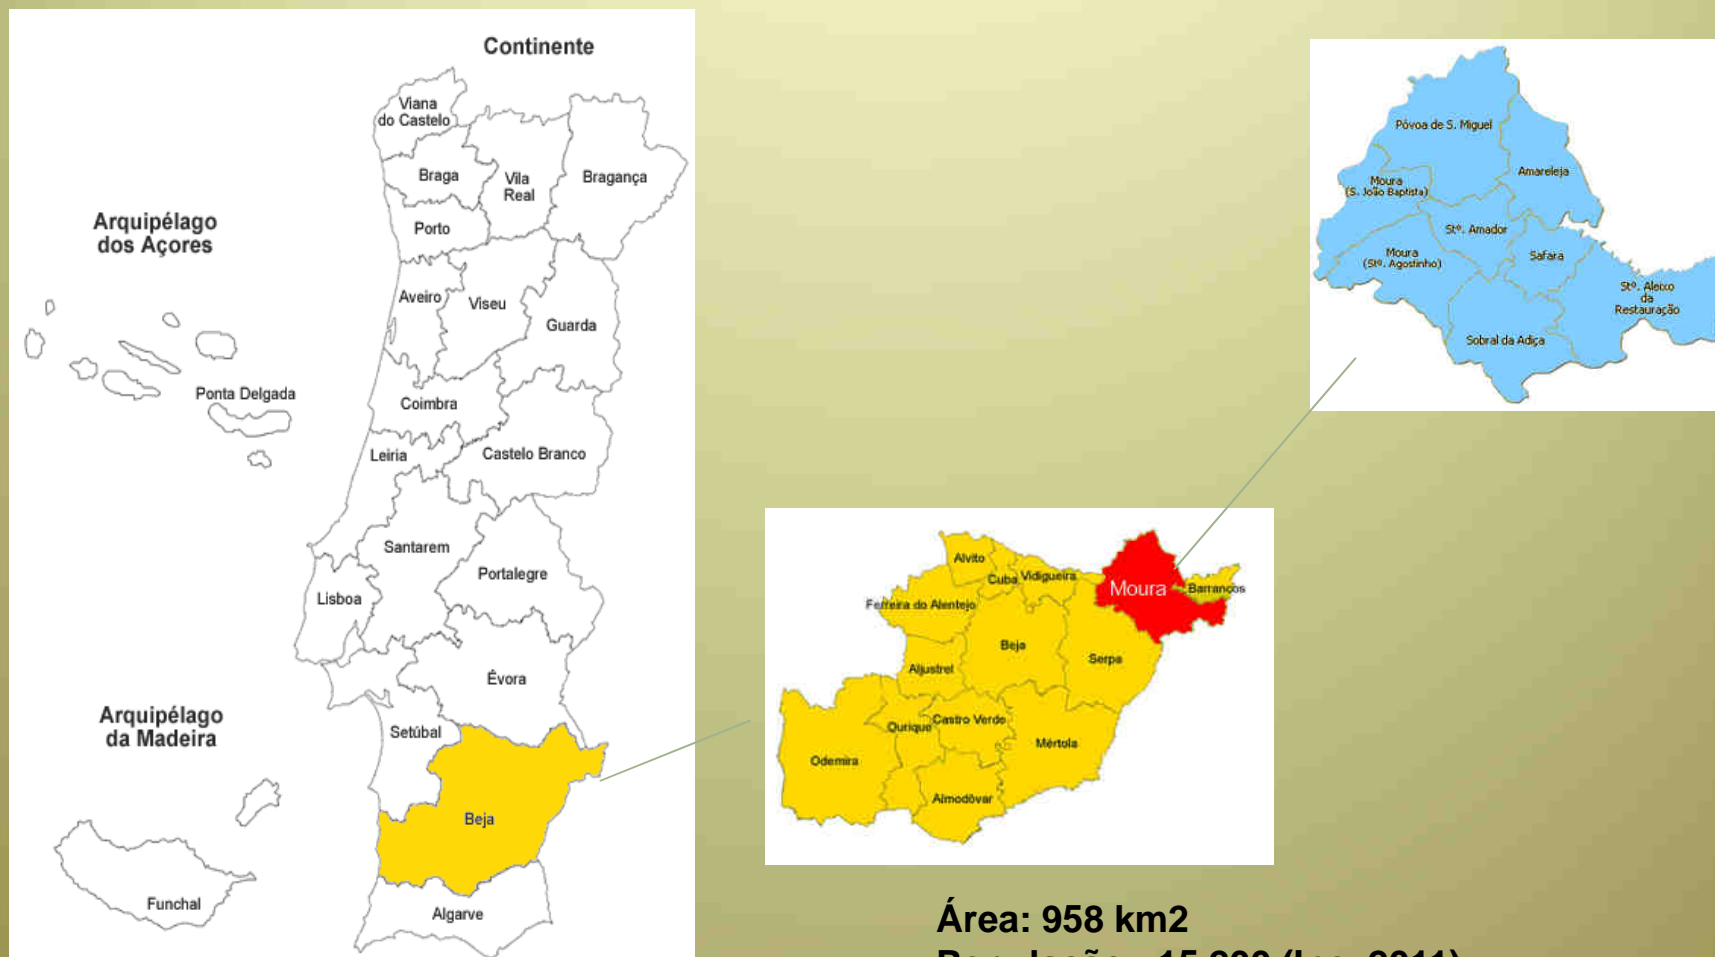 Continente
Viana
do Castelo
Braga
Vila
Real
Bragança
Porto
Arquipélago
dos Açores
Aveiro
Viseu
Guarda
Ponta Delgada
Coimbra
Leiria
Castelo Branco
Santarem
Portalegre
Lisboa
Évora
Arquipélago
da Madeira
Setúbal
Beja
Funchal
Algarve
Póvoa de S. Miguel
Amareleja
Moura
(S. João Baptista)
Stº. Amador
Moura
(Stº. Agostinho)
Safara
Stº. Aleixo
da
Restauração
Sobral da Adiça
Alvito
Cuba
Vidigueira
Moura
Barrancos
Ferreira do Alentejo
Beja
Serpa
Aljustrel
Ourique
Castro Verde
Mértola
Odemira
Almodôvar
Área: 958 km2